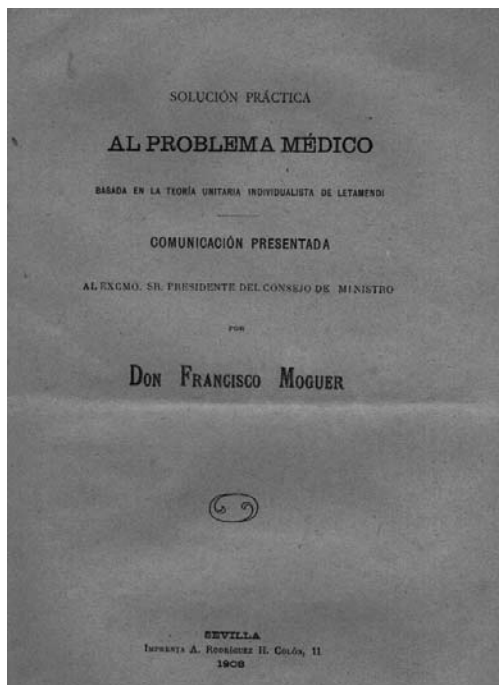 SOLUCIÓN PRÁCTICA
AL PROBLEMA MÉDICO
BASADA EN LA TEORÍA UNITARIA INDIVIDUALISTA DE LETAMENDI
COMUNICACIÓN PRESENTADA
AL EXCMO. SR. PRESIDENTE DEL CONSEJO DE MINISTRO
POR
DON FRANCISCO MOGUER
SEVILLA
IMPRENTA A. RODRÍGUEZ H. COLÓN, 11
1908